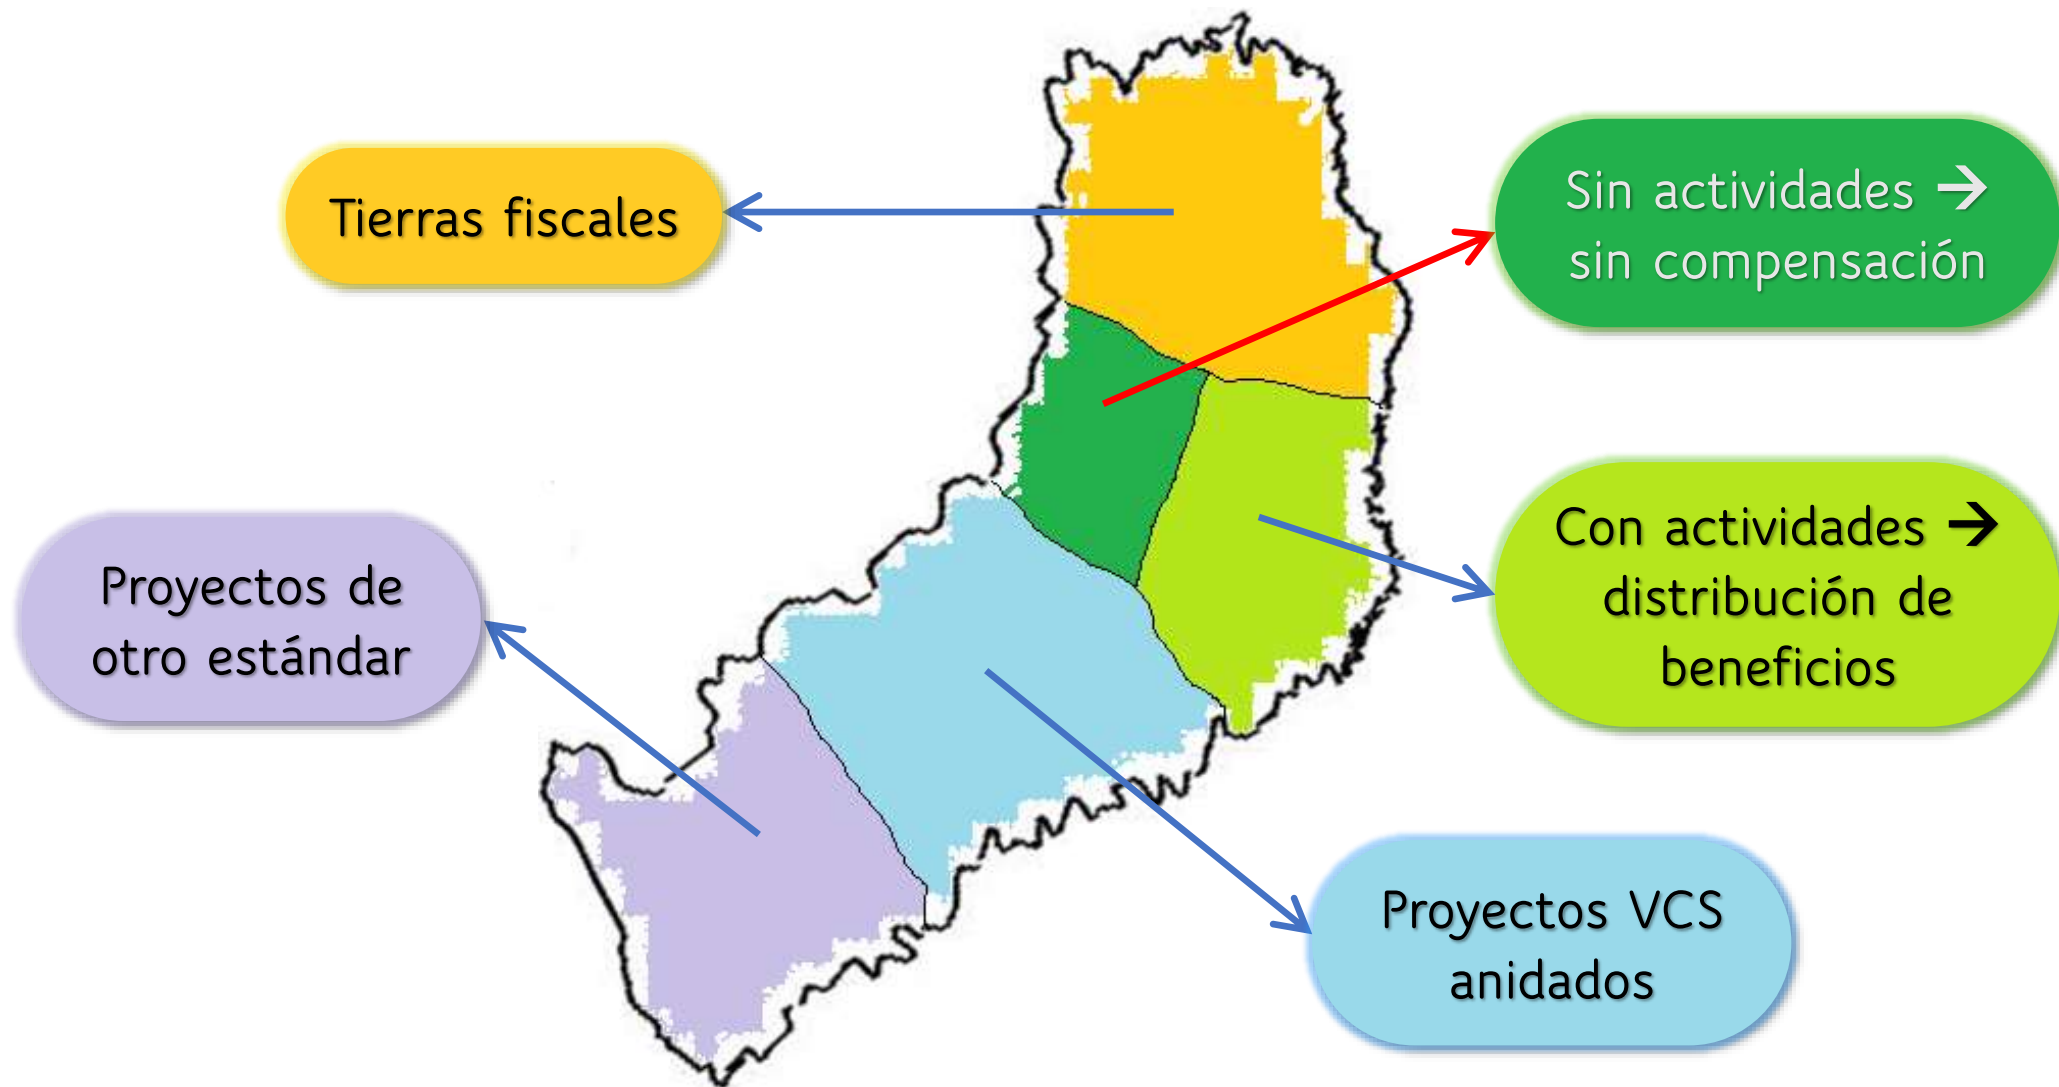 Tierras fiscales
Sin actividades →
sin compensación
Con actividades →
distribución de
beneficios
Proyectos de
otro estándar
Proyectos VCS
anidados